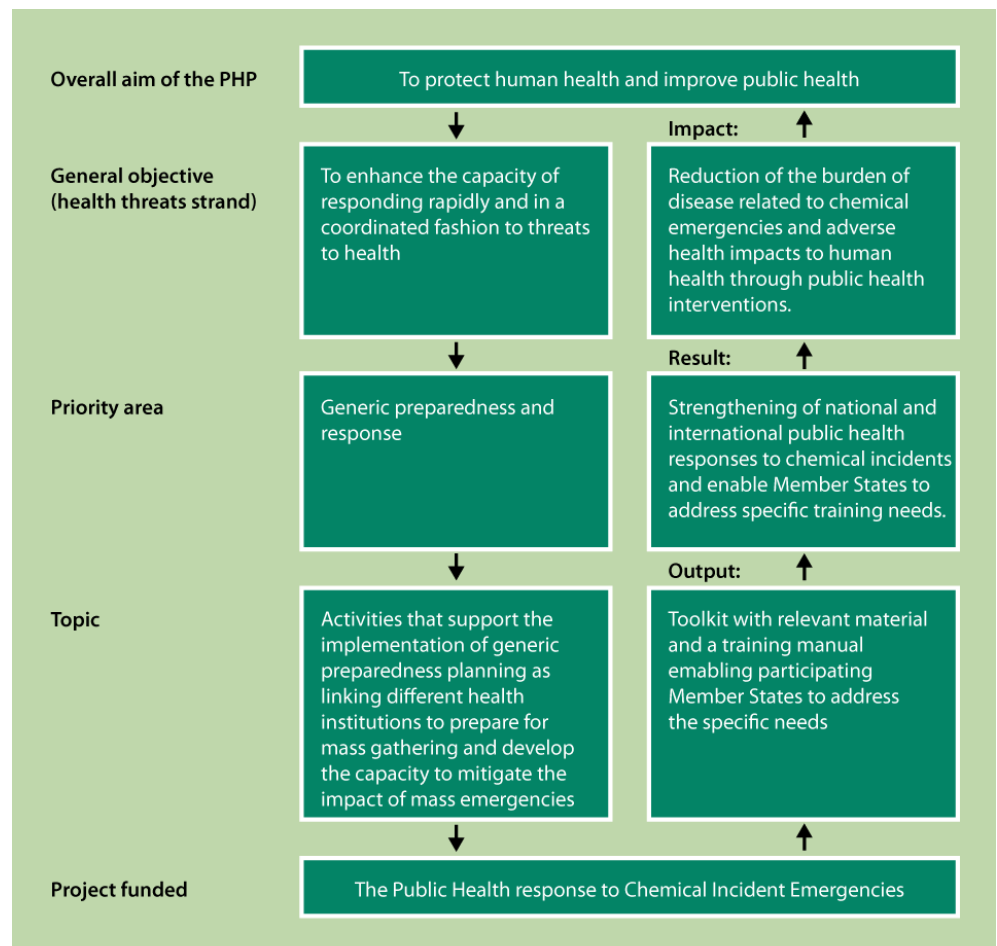 Overall aim of the PHP
To protect human health and improve public health
Impact:
General objective
(health threats strand)
To enhance the capacity of
responding rapidly and in a
coordinated fashion to threats
to health
Reduction of the burden of
disease related to chemical
emergencies and adverse
health impacts to human
health through public health
interventions.
Result:
Priority area
Generic preparedness and
response
Strengthening of national and
international public health
responses to chemical incidents
and enable Member States to
address specific training needs.
Output:
Topic
Activities that support the
implementation of generic
preparedness planning as
linking different health
institutions to prepare for
mass gathering and develop
the capacity to mitigate the
impact of mass emergencies
Toolkit with relevant material
and a training manual
enabling participating
Member States to address
the specific needs
Project funded
The Public Health response to Chemical Incident Emergencies